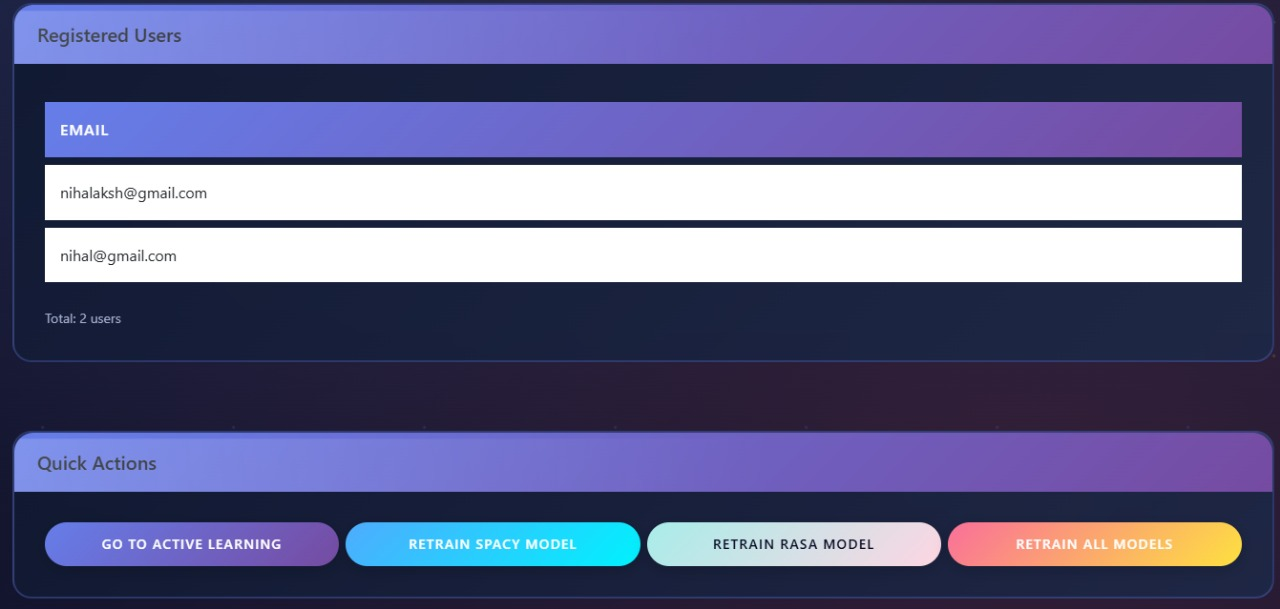 Registered Users
EMAIL
nihalaksh@gmail.com
nihal@gmail.com
Total: 2 users
Quick Actions
GO TO ACTIVE LEARNING
RETRAIN SPACY MODEL
RETRAIN RASA MODEL
RETRAIN ALL MODELS